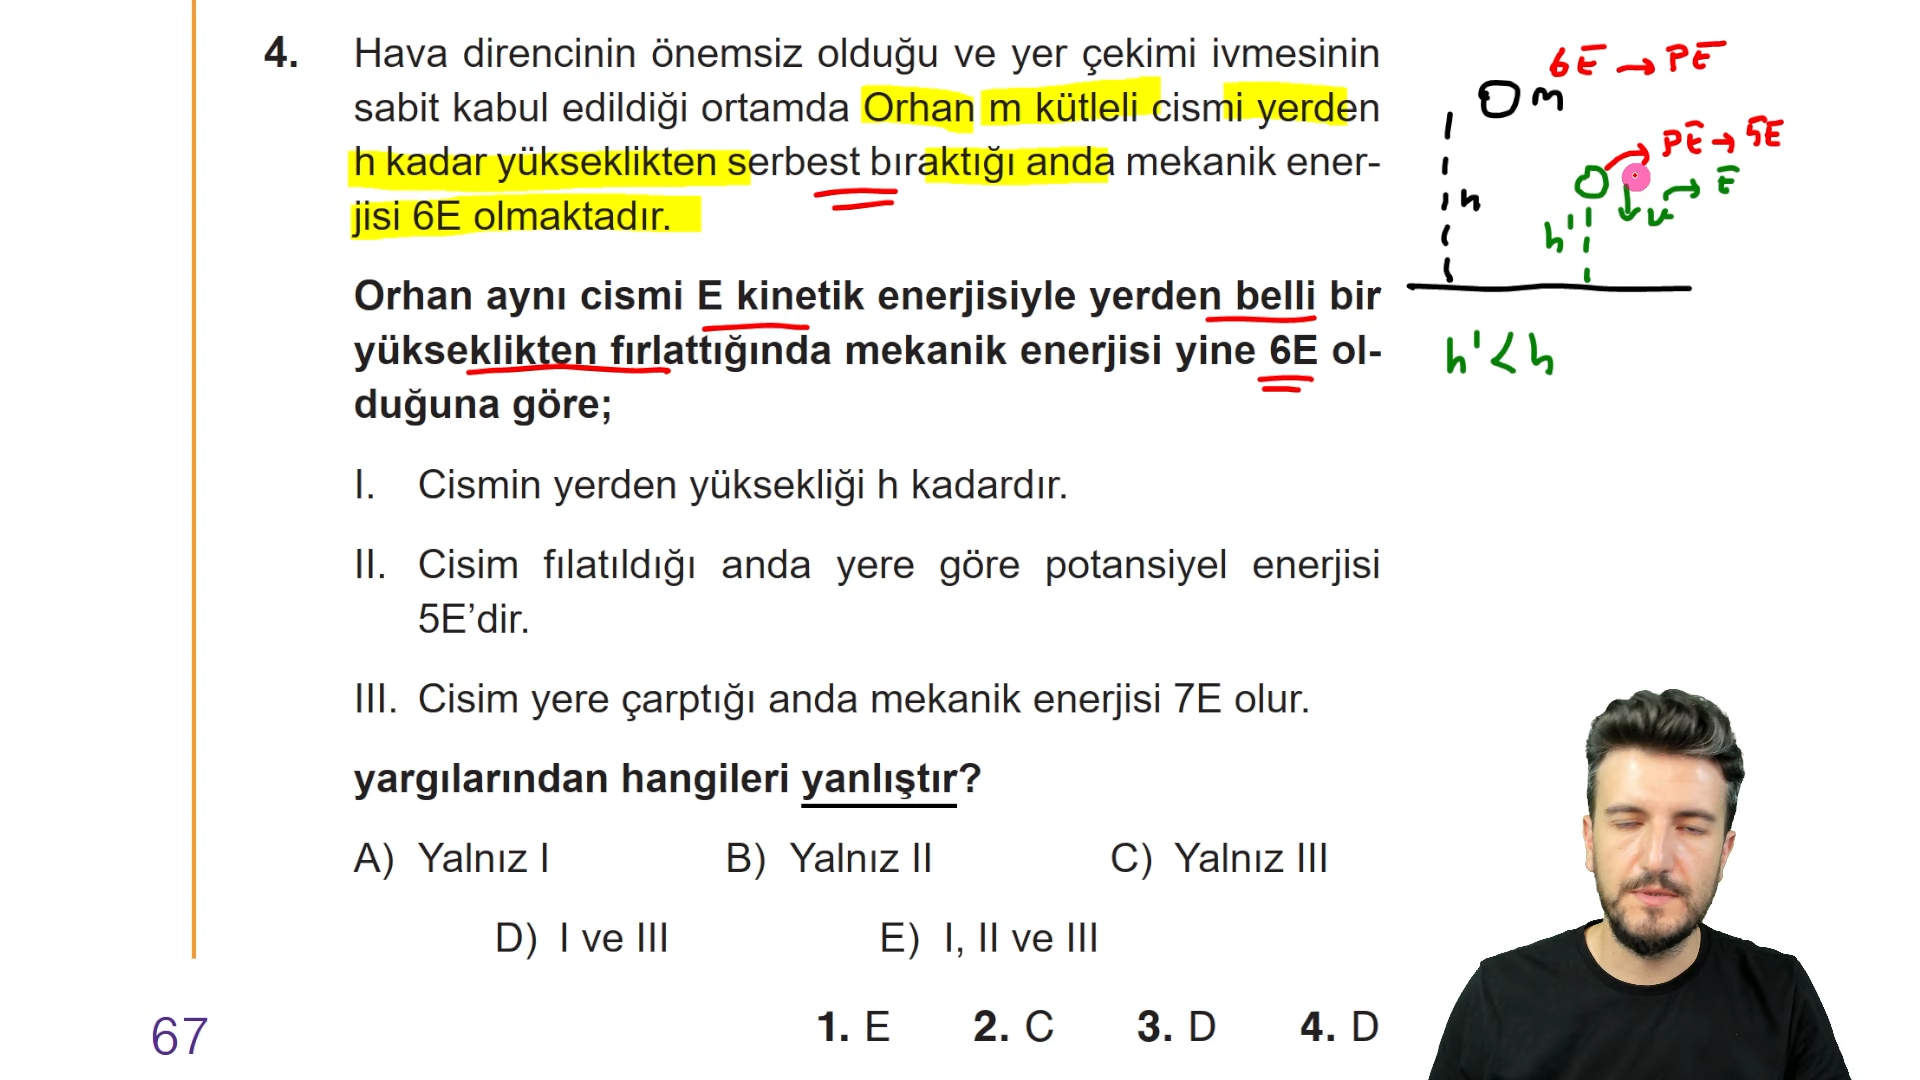 4. Hava direncinin önemsiz olduğu ve yer çekimi ivmesinin
sabit kabul edildiği ortamda Orhan m kütleli cismi yerden
h kadar yükseklikten serbest bıraktığı anda mekanik ener-
jisi 6E olmaktadır.
Orhan aynı cismi E kinetik enerjisiyle yerden belli bir
yükseklikten fırlattığında mekanik enerjisi yine 6E ol-
duğuna göre;
I. Cismin yerden yüksekliği h kadardır.
II. Cisim fılatıldığı anda yere göre potansiyel enerjisi
5E’dir.
III. Cisim yere çarptığı anda mekanik enerjisi 7E olur.
yargılarından hangileri yanlıştır?
A) Yalnız I B) Yalnız II C) Yalnız III
D) I ve III E) I, II ve III
6E → PE
m
PE → 5E
h
v → E
h'
h' < h
67
1. E 2. C 3. D 4. D